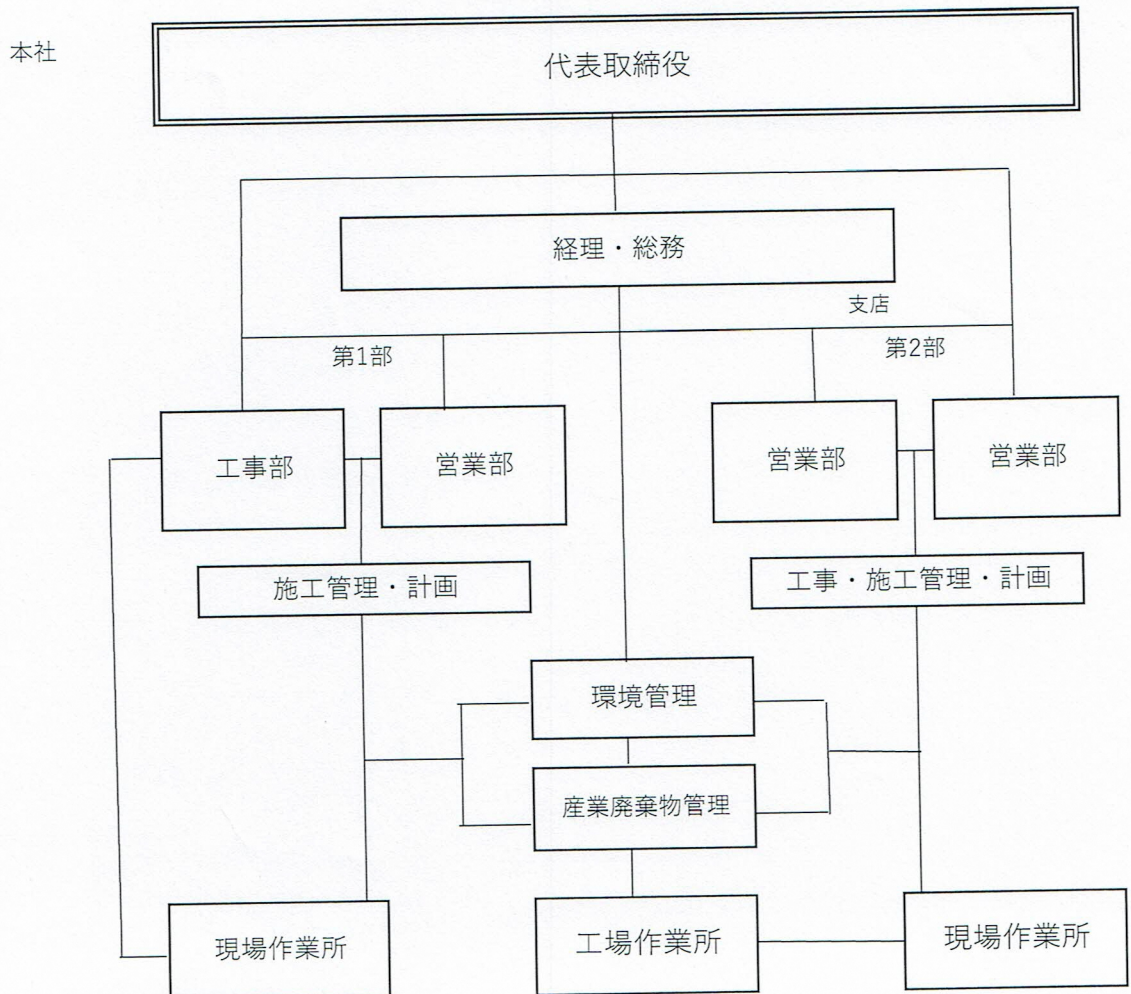 本社
代表取締役
経理・総務
支店
第1部
第2部
工事部
営業部
営業部
営業部
施工管理・計画
工事・施工管理・計画
環境管理
産業廃棄物管理
現場作業所
工場作業所
現場作業所